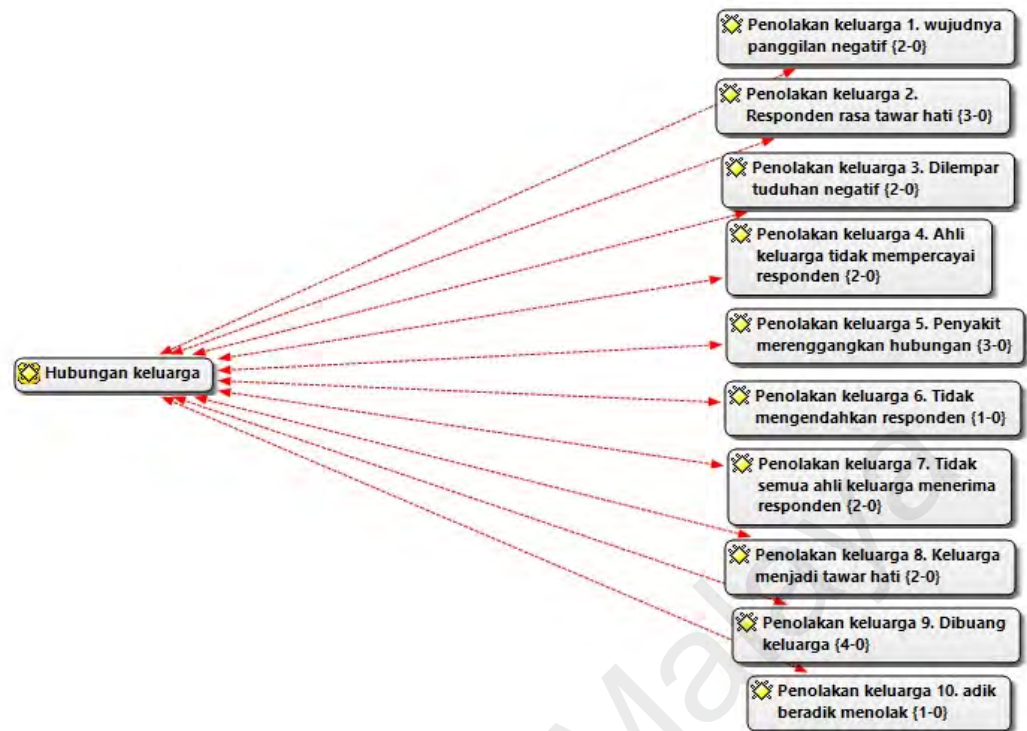 Penolakan keluarga 1. wujudnya
panggilan negatif {2-0}
Penolakan keluarga 2.
Responden rasa tawar hati {3-0}
Penolakan keluarga 3. Dilempar
tuduhan negatif {2-0}
Penolakan keluarga 4. Ahli
keluarga tidak mempercayai
responden {2-0}
Penolakan keluarga 5. Penyakit
merenggangkan hubungan {3-0}
Hubungan keluarga
Penolakan keluarga 6. Tidak
mengendahkan responden {1-0}
Penolakan keluarga 7. Tidak
semua ahli keluarga menerima
responden {2-0}
Penolakan keluarga 8. Keluarga
menjadi tawar hati {2-0}
Penolakan keluarga 9. Dibuang
keluarga {4-0}
Penolakan keluarga 10. adik
beradik menolak {1-0}
Malaya